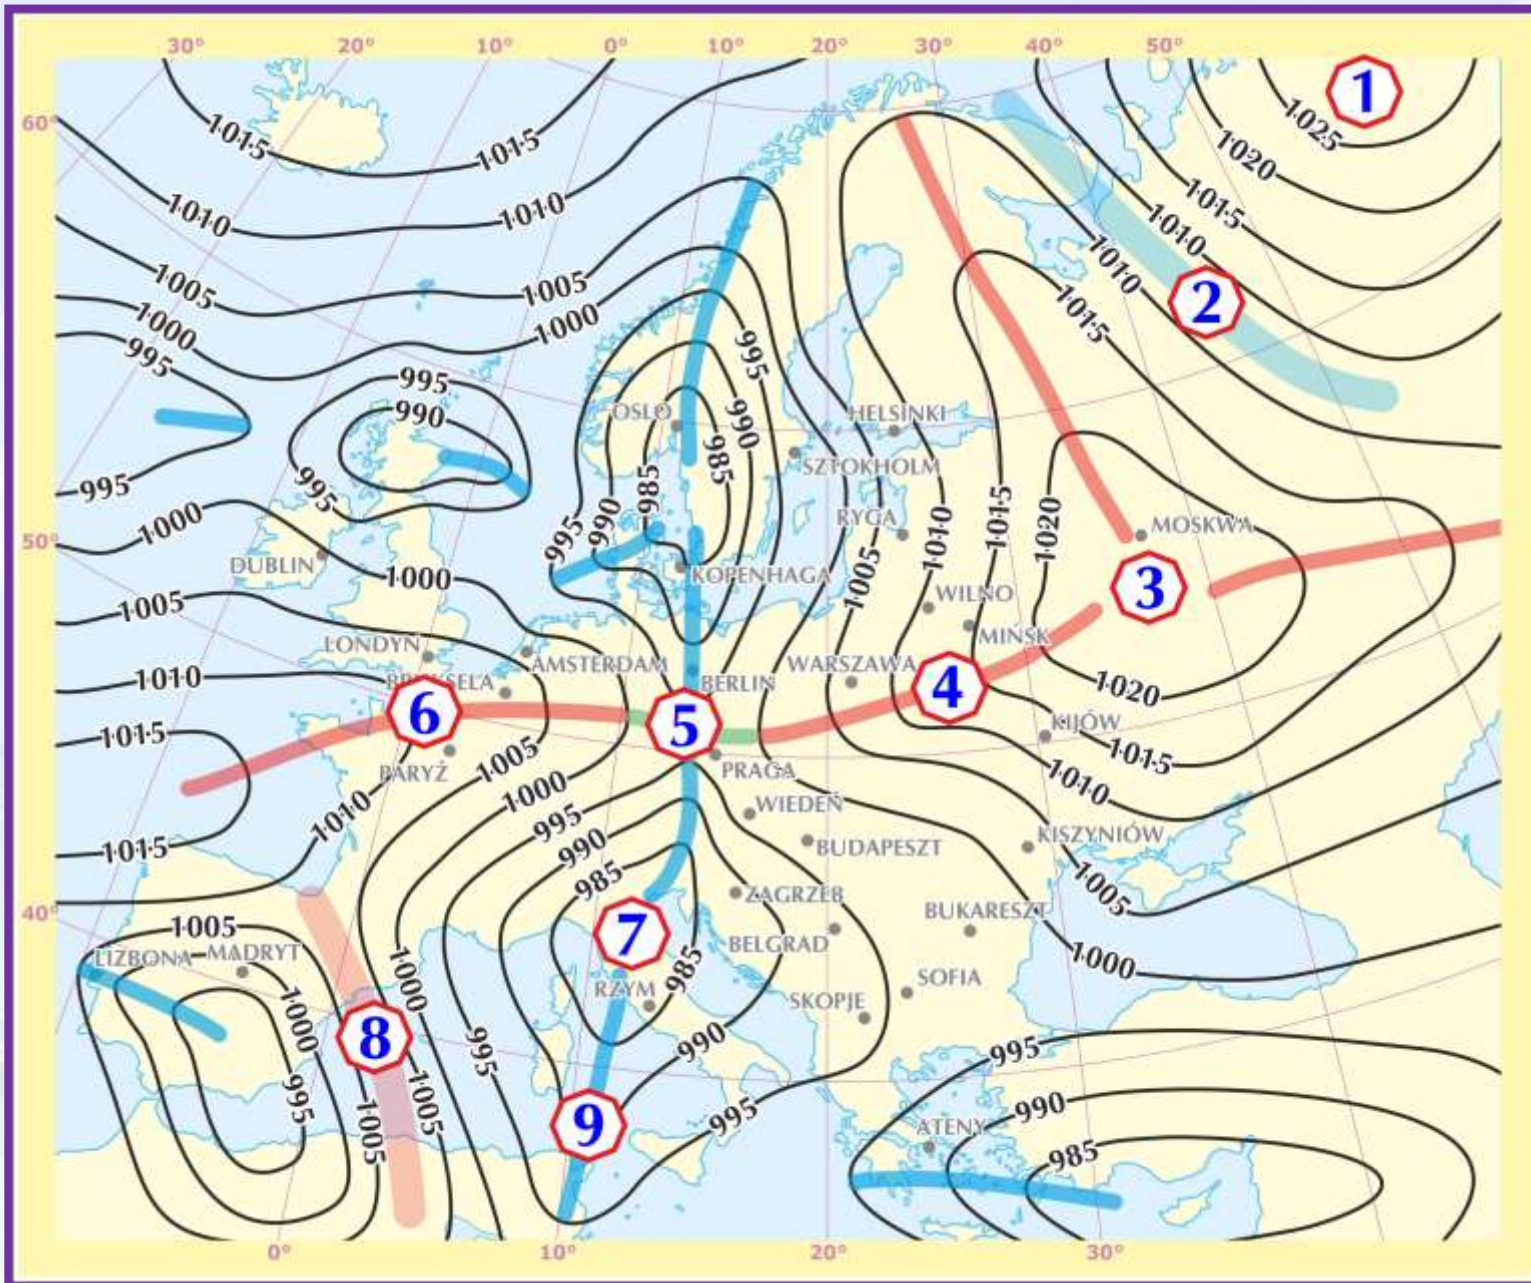 30° 20° 10° 0° 10° 20° 30° 40° 50°
1
1025
60°
1015 1015
1020
1015
1010 1010
1010
1010
1005 1005
2
1000 1000
1015
995 995
995
990 990
OSLO HELSINKI
985
SZTOKHOLM
995 995 985
1000 990 1010 1015 1020
RYGA MOSKWA
50°
995
DUBLIN 1000 KOPENHAGA 1005
3
WILNO
1005
MIŃSK
LONDYN
AMSTERDAM WARSZAWA
1010
BRUKSELA BERLIN
4
1020
6 5
KIJÓW
1015
1005 1015
PARYŻ PRAGA
1010
1000
WIEDEŃ
1010 995
KISZYNIÓW
990
BUDAPESZT
1015
985 ZAGRZEB 1005
40°
BUKARESZT
1005 7
BELGRAD
LIZBONA MADRYT
1000 985 1000
SOFIA
RZYM
SKOPJE
1000
8
995 990 995
1005
995 990
1005 9 995 ATENY
985
0° 10° 20° 30°